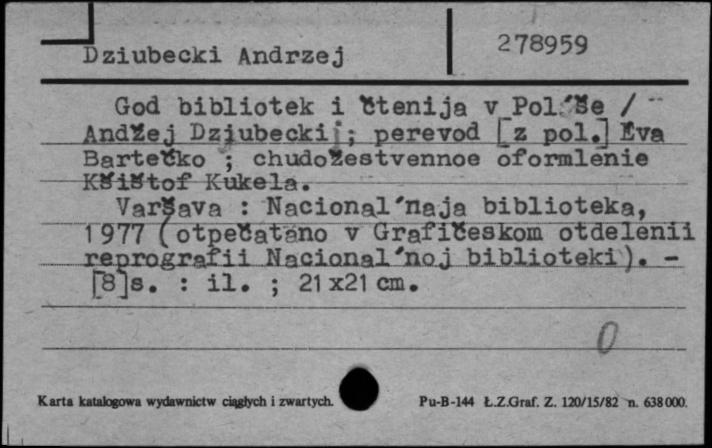 Dziubecki Andrzej
278959
God bibliotek i čtenija v Pol´še /
Andžej Dziubeckij ; perevod [z pol.] Eva
Bartečko ; chudožestvennoe oformlenie
Kšištof Kukela.
Varšava : Nacional´naja biblioteka,
1977 (otpečatano v Grafičeskom otdelenii
reprografii Nacional´noj biblioteki). -
[8]s. : il. ; 21x21 cm.
0
Karta katalogowa wydawnictw ciągłych i zwartych.
Pu-B-144 Ł.Z.Graf. Z. 120/15/82 n. 638000.